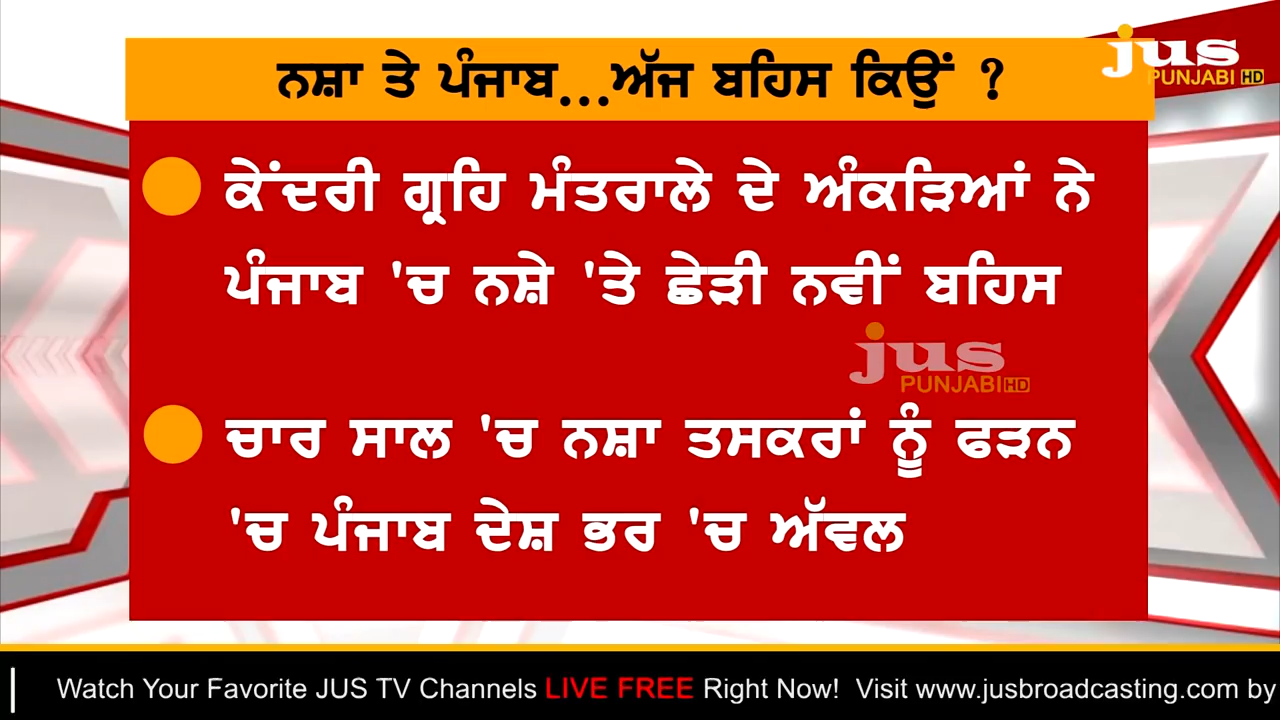 ਨਸ਼ਾ ਤੇ ਪੰਜਾਬ...ਅੱਜ ਬਹਿਸ ਕਿਉਂ ?
jus
PUNJABI HD
ਕੇਂਦਰੀ ਗ੍ਰਹਿ ਮੰਤਰਾਲੇ ਦੇ ਅੰਕੜਿਆਂ ਨੇ
ਪੰਜਾਬ 'ਚ ਨਸ਼ੇ 'ਤੇ ਛੇੜੀ ਨਵੀਂ ਬਹਿਸ
jus
PUNJABI HD
ਚਾਰ ਸਾਲ 'ਚ ਨਸ਼ਾ ਤਸਕਰਾਂ ਨੂੰ ਫੜਨ
'ਚ ਪੰਜਾਬ ਦੇਸ਼ ਭਰ 'ਚ ਅੱਵਲ
Watch Your Favorite JUS TV Channels LIVE FREE Right Now! Visit www.jusbroadcasting.com by